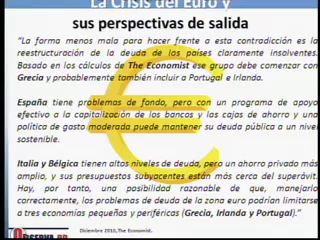 La Crisis del Euro y
sus perspectivas de salida
"La forma menos mala para hacer frente a esta contradicción es la
reestructuración de la deuda de los países claramente insolventes.
Basado en los cálculos de The Economist ese grupo debe comenzar con
Grecia y probablemente también incluir a Portugal e Irlanda.
España tiene problemas de fondo, pero con un programa de apoyo
efectivo a la capitalización de los bancos y las cajas de ahorro y una
política de gasto moderada puede mantener su deuda pública a un nivel
sostenible.
Italia y Bélgica tienen altos niveles de deuda, pero un ahorro privado más
amplio, y sus presupuestos subyacentes están más cerca del superávit.
Hay, por tanto, una posibilidad razonable de que, manejarlo
correctamente, los problemas de deuda de la zona euro podrían limitarse
a tres economías pequeñas y periféricas (Grecia, Irlanda y Portugal)."
Diciembre 2010, The Economist.